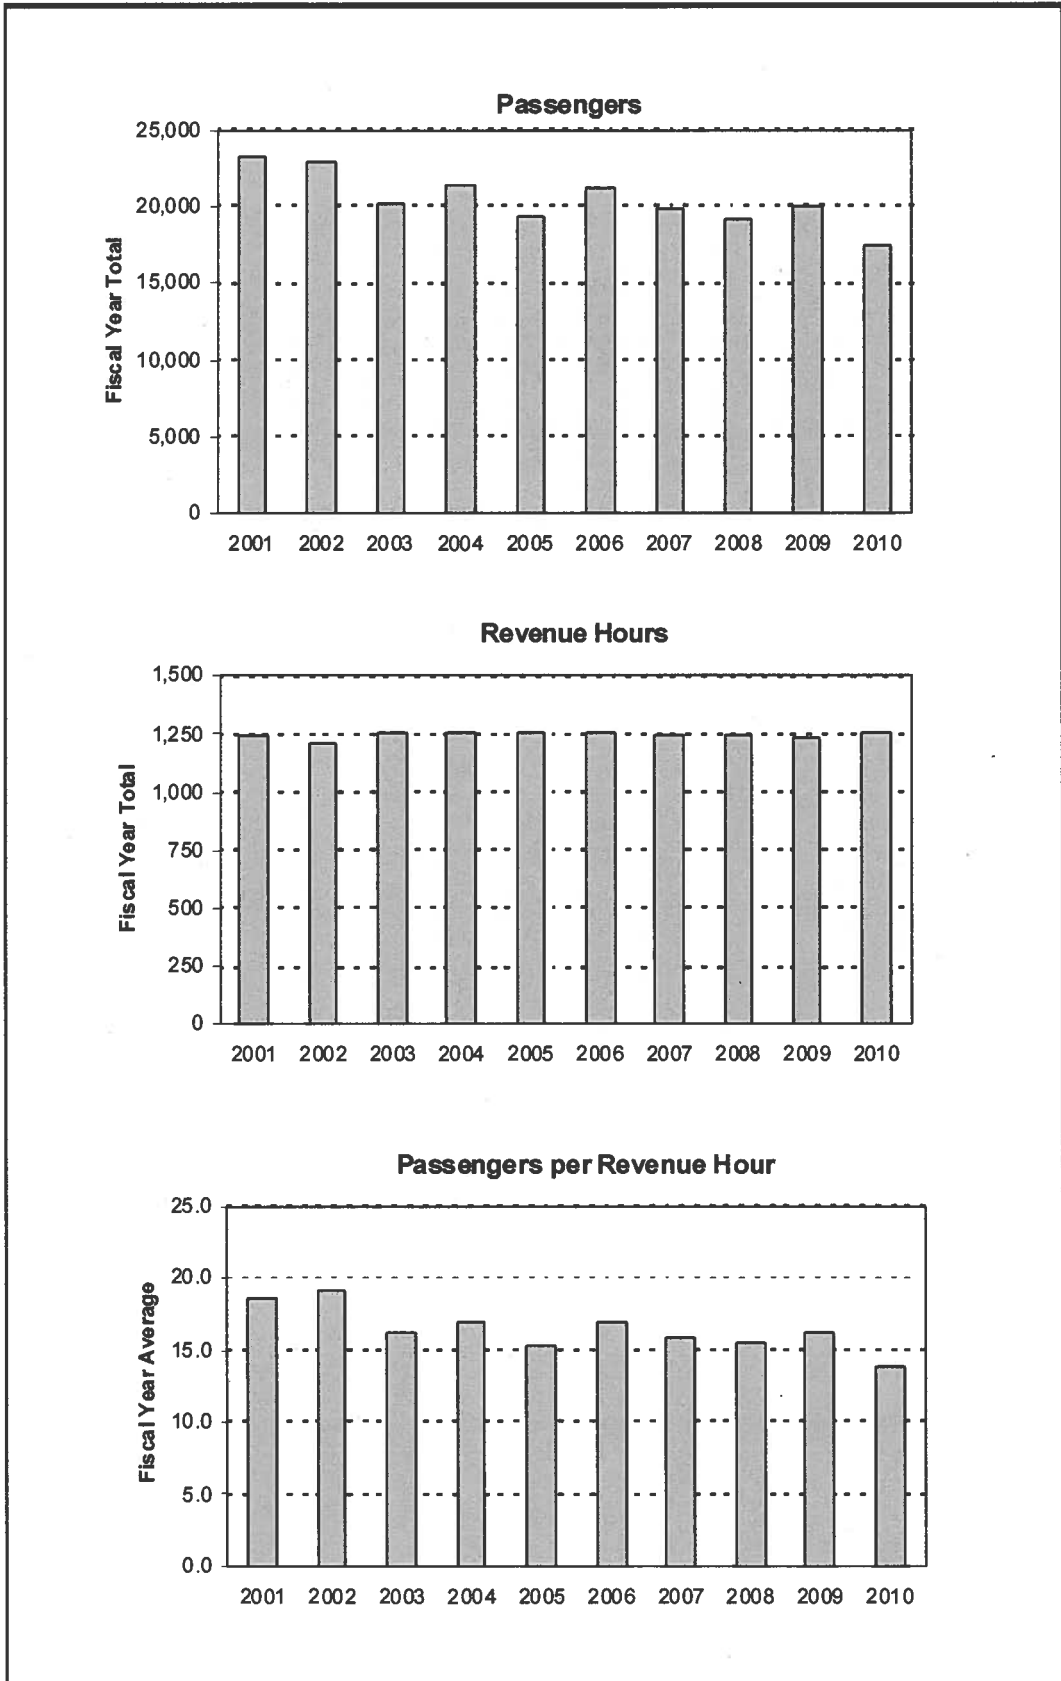 Passengers
25,000
20,000
15,000
10,000
5,000
0
Fiscal Year Total
2001 2002 2003 2004 2005 2006 2007 2008 2009 2010
Revenue Hours
1,500
1,250
1,000
750
500
250
0
Fiscal Year Total
2001 2002 2003 2004 2005 2006 2007 2008 2009 2010
Passengers per Revenue Hour
25.0
20.0
15.0
10.0
5.0
0.0
Fiscal Year Average
2001 2002 2003 2004 2005 2006 2007 2008 2009 2010